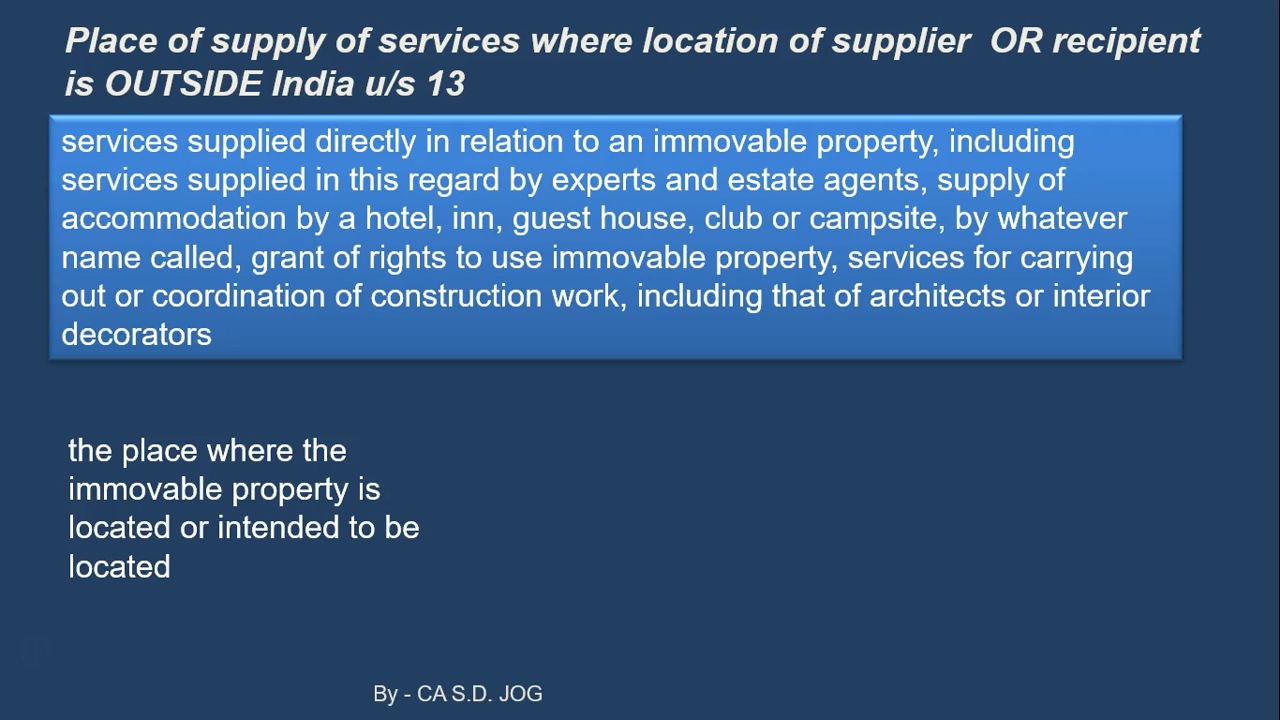 Place of supply of services where location of supplier OR recipient
is OUTSIDE India u/s 13
services supplied directly in relation to an immovable property, including
services supplied in this regard by experts and estate agents, supply of
accommodation by a hotel, inn, guest house, club or campsite, by whatever
name called, grant of rights to use immovable property, services for carrying
out or coordination of construction work, including that of architects or interior
decorators
the place where the
immovable property is
located or intended to be
located
By - CA S.D. JOG